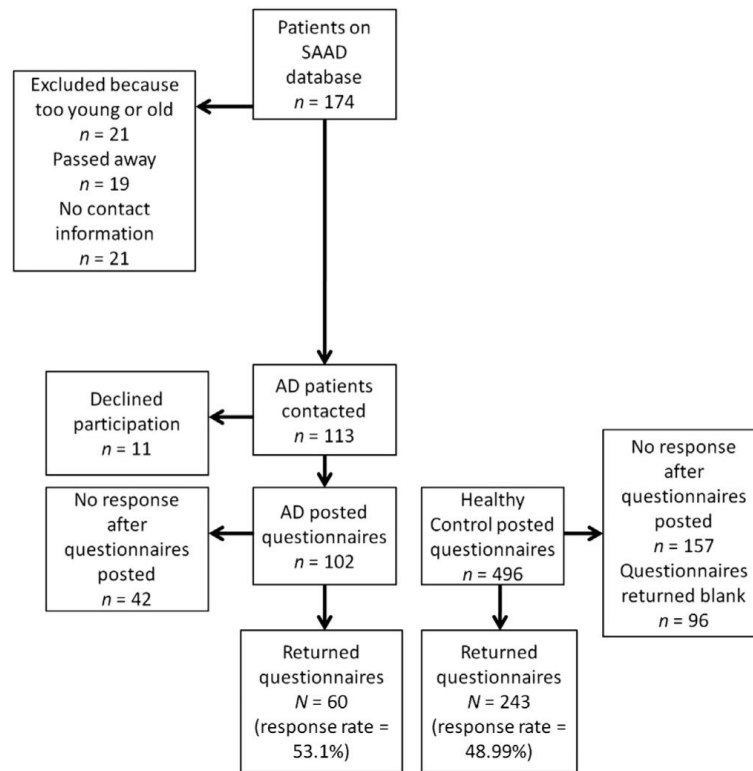 Patients on
SAAD
database
n = 174
Excluded because
too young or old
n = 21
Passed away
n = 19
No contact
information
n = 21
AD patients
contacted
n = 113
Declined
participation
n = 11
AD posted
questionnaires
n = 102
No response
after
questionnaires
posted
n = 42
Healthy
Control posted
questionnaires
n = 496
No response
after
questionnaires
posted
n = 157
Questionnaires
returned blank
n = 96
Returned
questionnaires
N = 60
(response rate =
53.1%)
Returned
questionnaires
N = 243
(response rate =
48.99%)